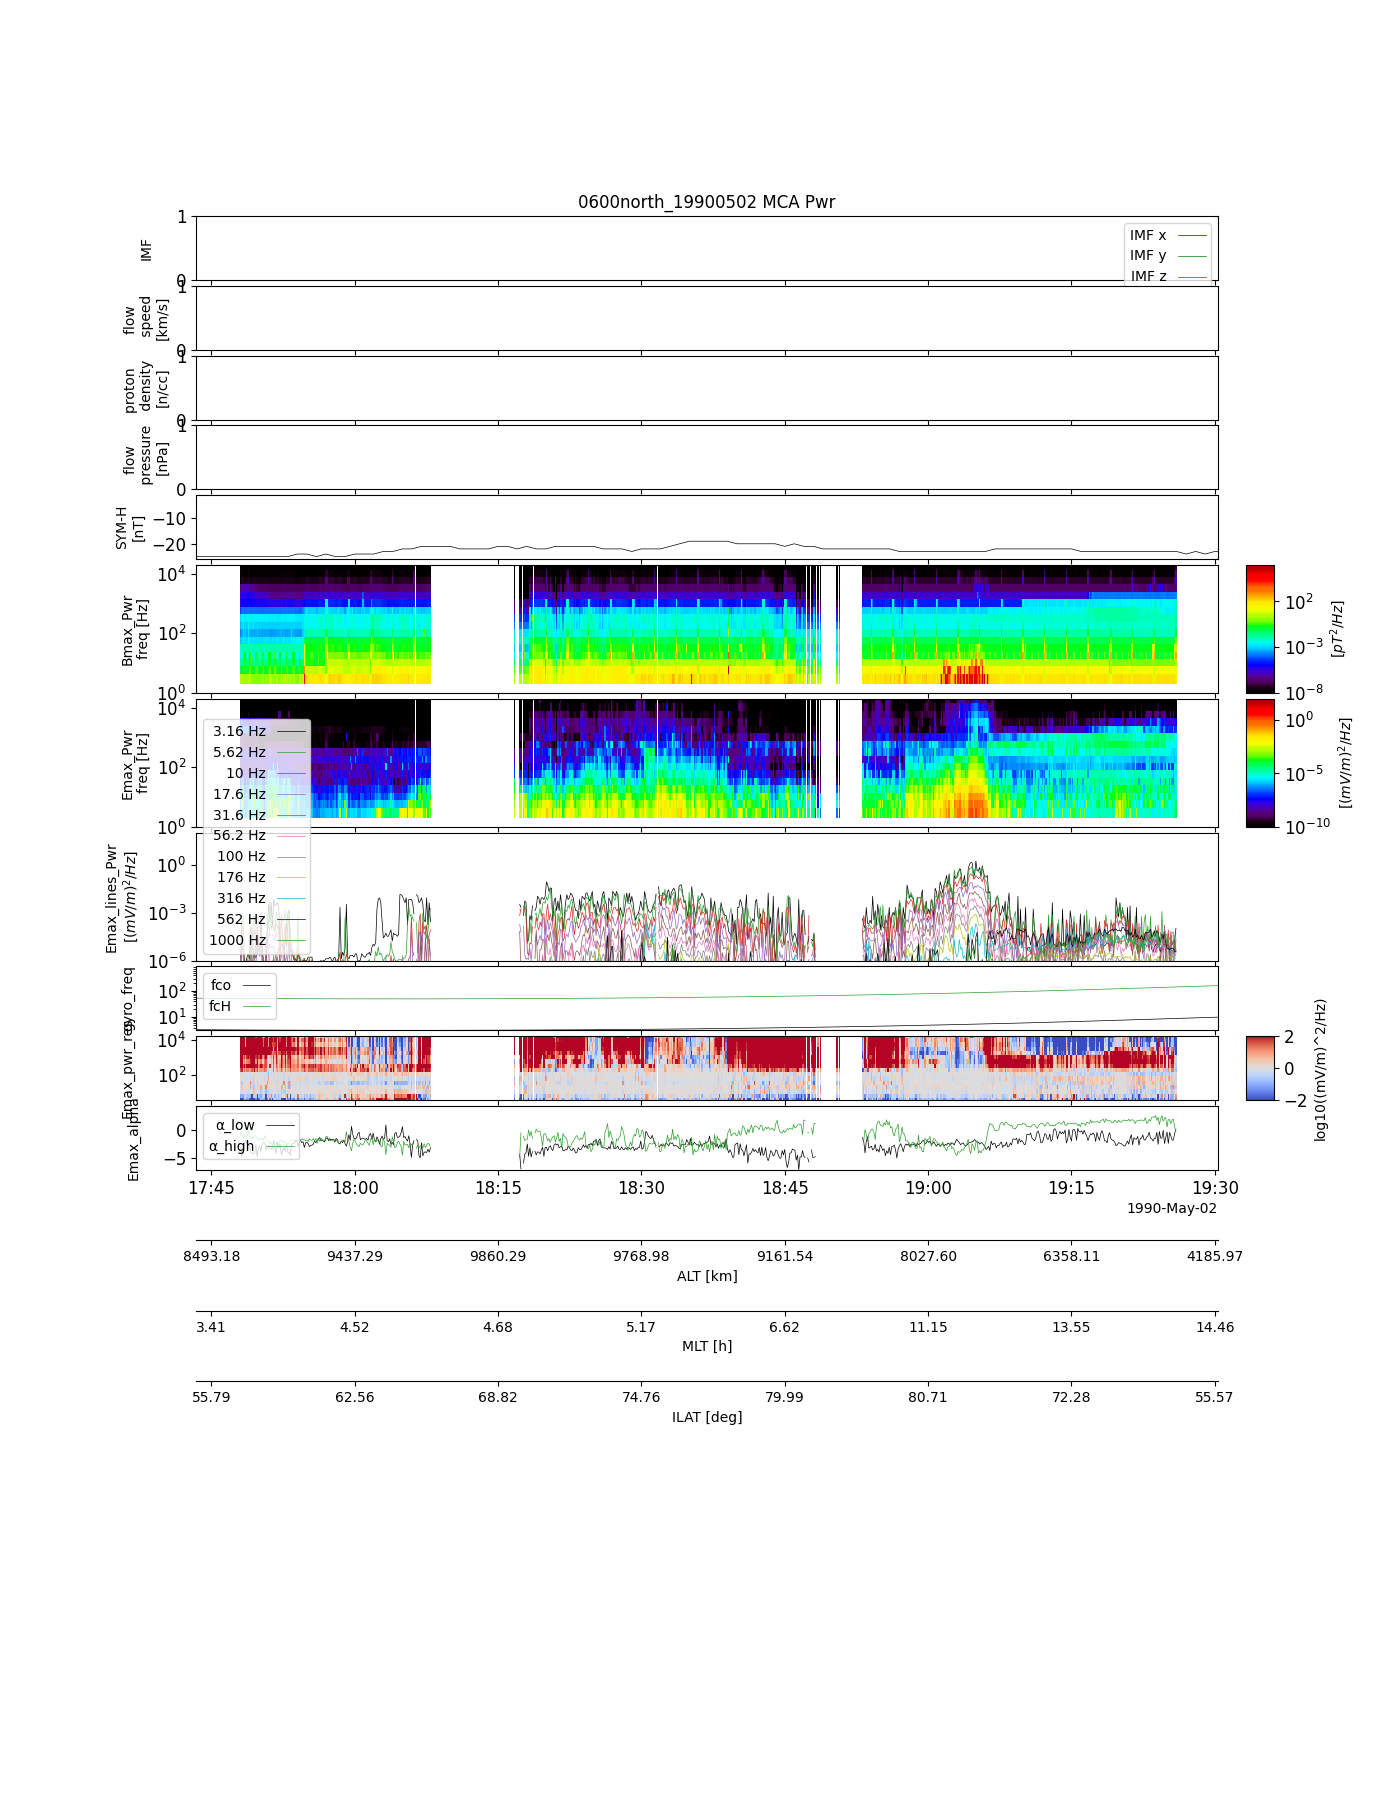 0600north_19900502 MCA Pwr
1
0
IMF
IMF x
IMF y
IMF z
1
0
flow
speed
[km/s]
1
0
proton
density
[n/cc]
1
0
flow
pressure
[nPa]
−10
−20
SYM-H
[nT]
10^4
10^2
10^0
Bmax_Pwr
freq [Hz]
10^2
10^−3
10^−8
[pT^2/Hz]
10^4
10^2
10^0
Emax_Pwr
freq [Hz]
10^0
10^−5
10^−10
[(mV/m)^2/Hz]
3.16 Hz
5.62 Hz
10 Hz
17.6 Hz
31.6 Hz
56.2 Hz
100 Hz
176 Hz
316 Hz
562 Hz
1000 Hz
10^0
10^−3
10^−6
Emax_lines_Pwr
[(mV/m)^2/Hz]
10^2
10^1
gyro_freq
fco
fcH
10^4
10^2
Emax_pwr_res
2
0
−2
log10((mV/m)^2/Hz)
0
−5
Emax_alpha
α_low
α_high
17:45 18:00 18:15 18:30 18:45 19:00 19:15 19:30
1990-May-02
8493.18 9437.29 9860.29 9768.98 9161.54 8027.60 6358.11 4185.97
ALT [km]
3.41 4.52 4.68 5.17 6.62 11.15 13.55 14.46
MLT [h]
55.79 62.56 68.82 74.76 79.99 80.71 72.28 55.57
ILAT [deg]